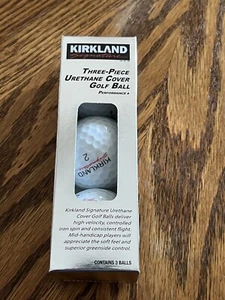 KIRKLAND
Signature
THREE-PIECE
URETHANE COVER
GOLF BALL
PERFORMANCE +
KIRKLAND
Signature
2
Kirkland Signature Urethane
Cover Golf Balls deliver
high velocity, controlled
iron spin and consistent flight.
Mid-handicap players will
appreciate the soft feel and
superior greenside control.
CONTAINS 3 BALLS